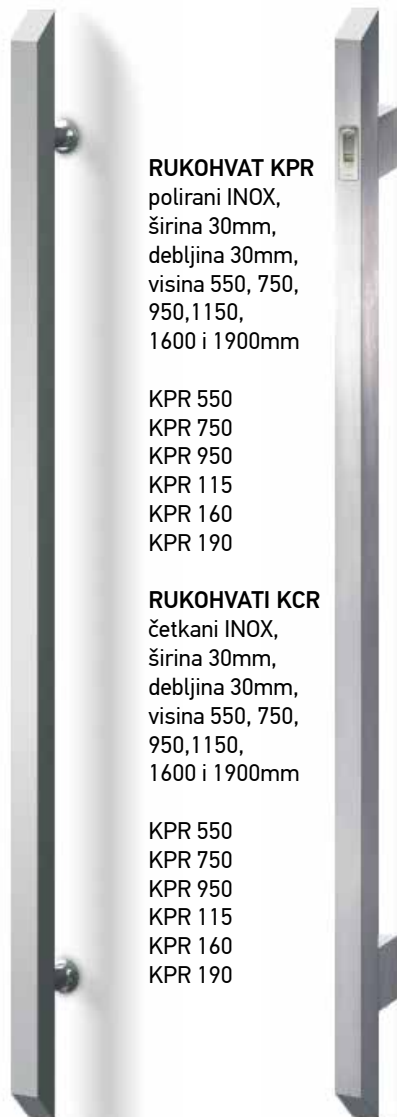 RUKOHVAT KPR
polirani INOX,
širina 30mm,
debljina 30mm,
visina 550, 750,
950,1150,
1600 i 1900mm
KPR 550
KPR 750
KPR 950
KPR 115
KPR 160
KPR 190
RUKOHVATI KCR
četkani INOX,
širina 30mm,
debljina 30mm,
visina 550, 750,
950,1150,
1600 i 1900mm
KPR 550
KPR 750
KPR 950
KPR 115
KPR 160
KPR 190